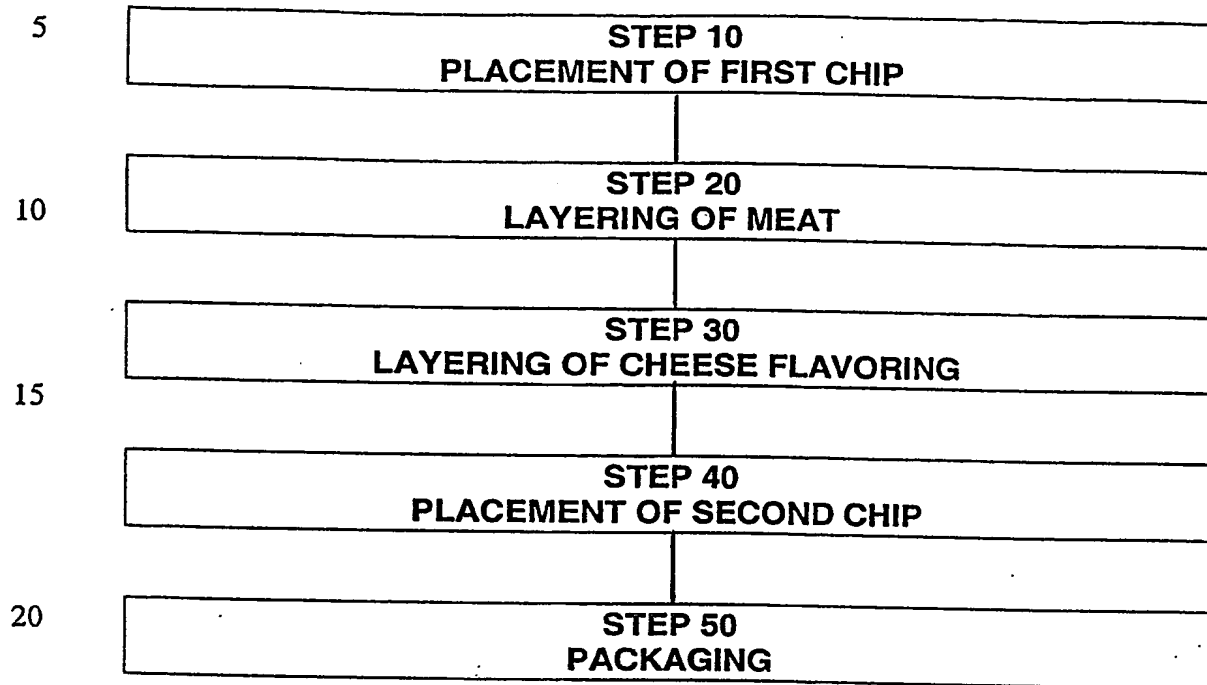 5
STEP 10
PLACEMENT OF FIRST CHIP
10
STEP 20
LAYERING OF MEAT
STEP 30
LAYERING OF CHEESE FLAVORING
15
STEP 40
PLACEMENT OF SECOND CHIP
20
STEP 50
PACKAGING